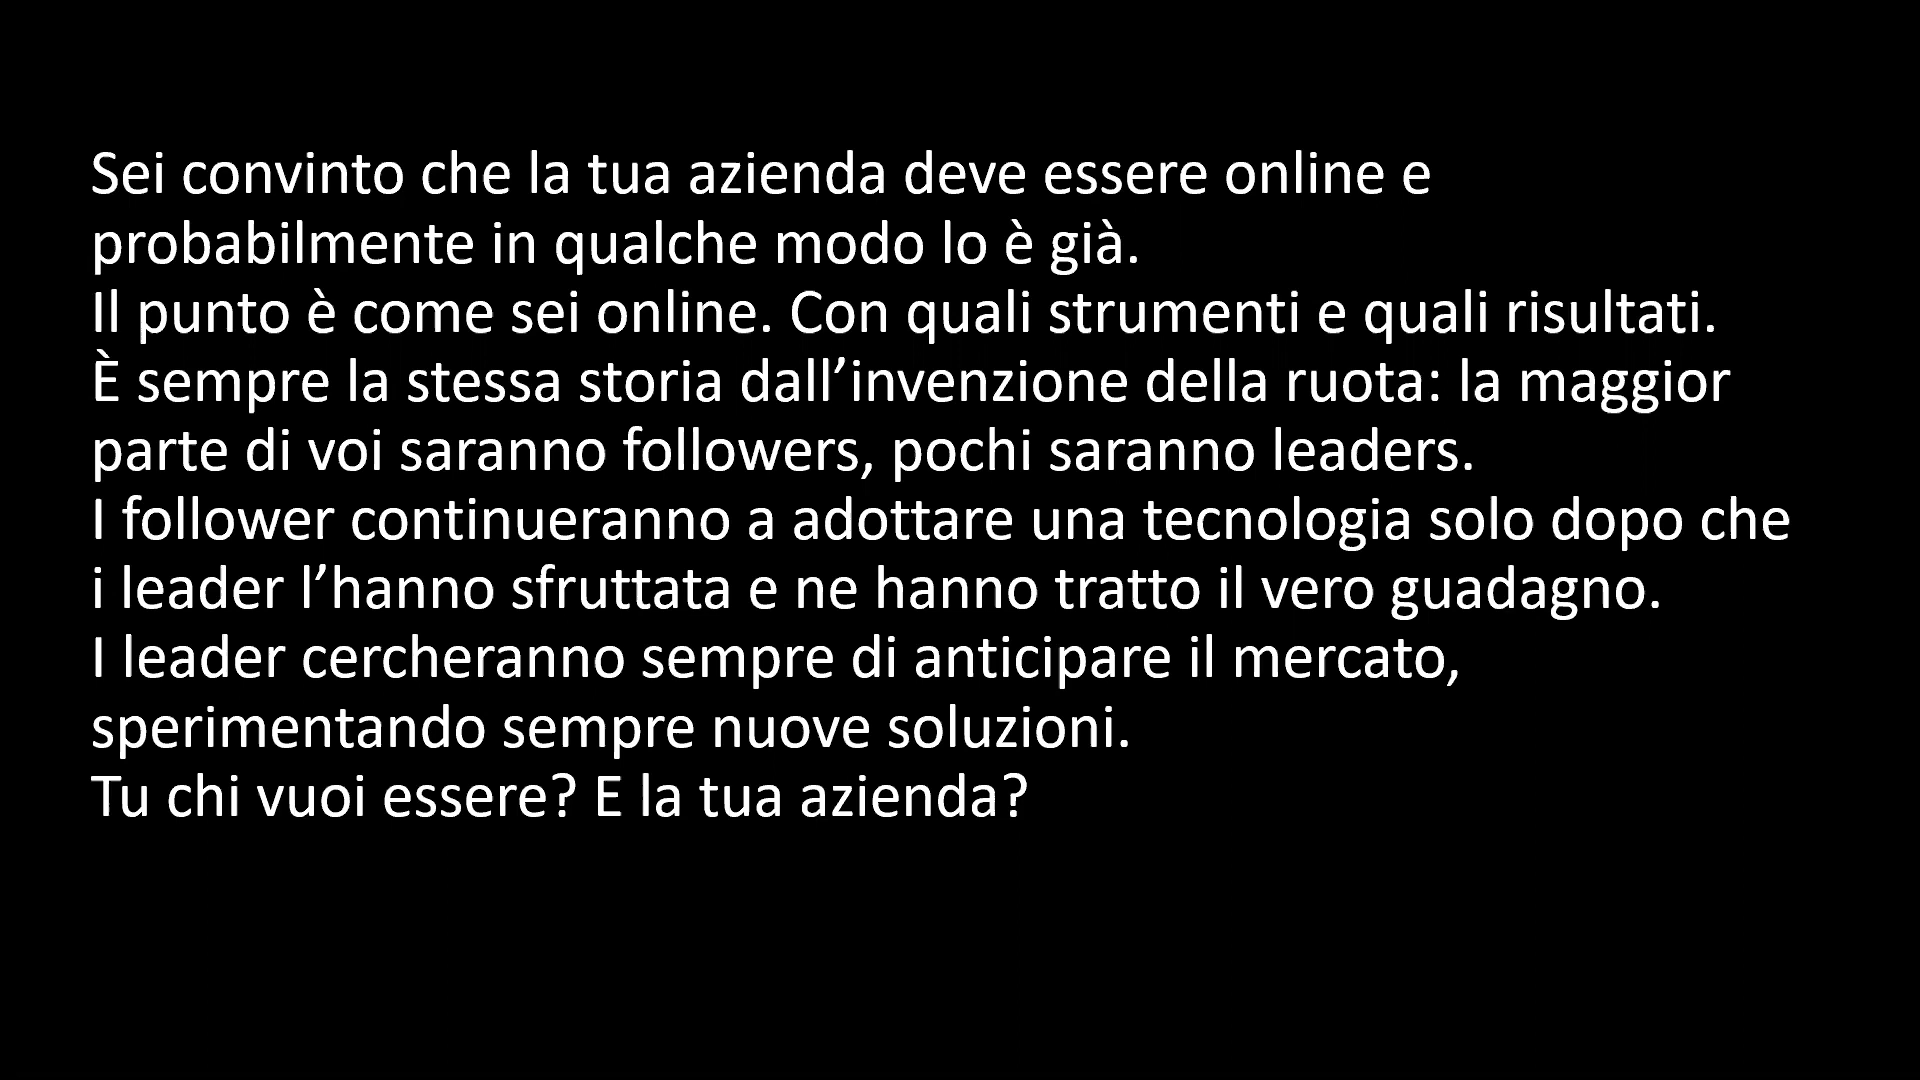 Sei convinto che la tua azienda deve essere online e
probabilmente in qualche modo lo è già.
Il punto è come sei online. Con quali strumenti e quali risultati.
È sempre la stessa storia dall’invenzione della ruota: la maggior
parte di voi saranno followers, pochi saranno leaders.
I follower continueranno a adottare una tecnologia solo dopo che
i leader l’hanno sfruttata e ne hanno tratto il vero guadagno.
I leader cercheranno sempre di anticipare il mercato,
sperimentando sempre nuove soluzioni.
Tu chi vuoi essere? E la tua azienda?